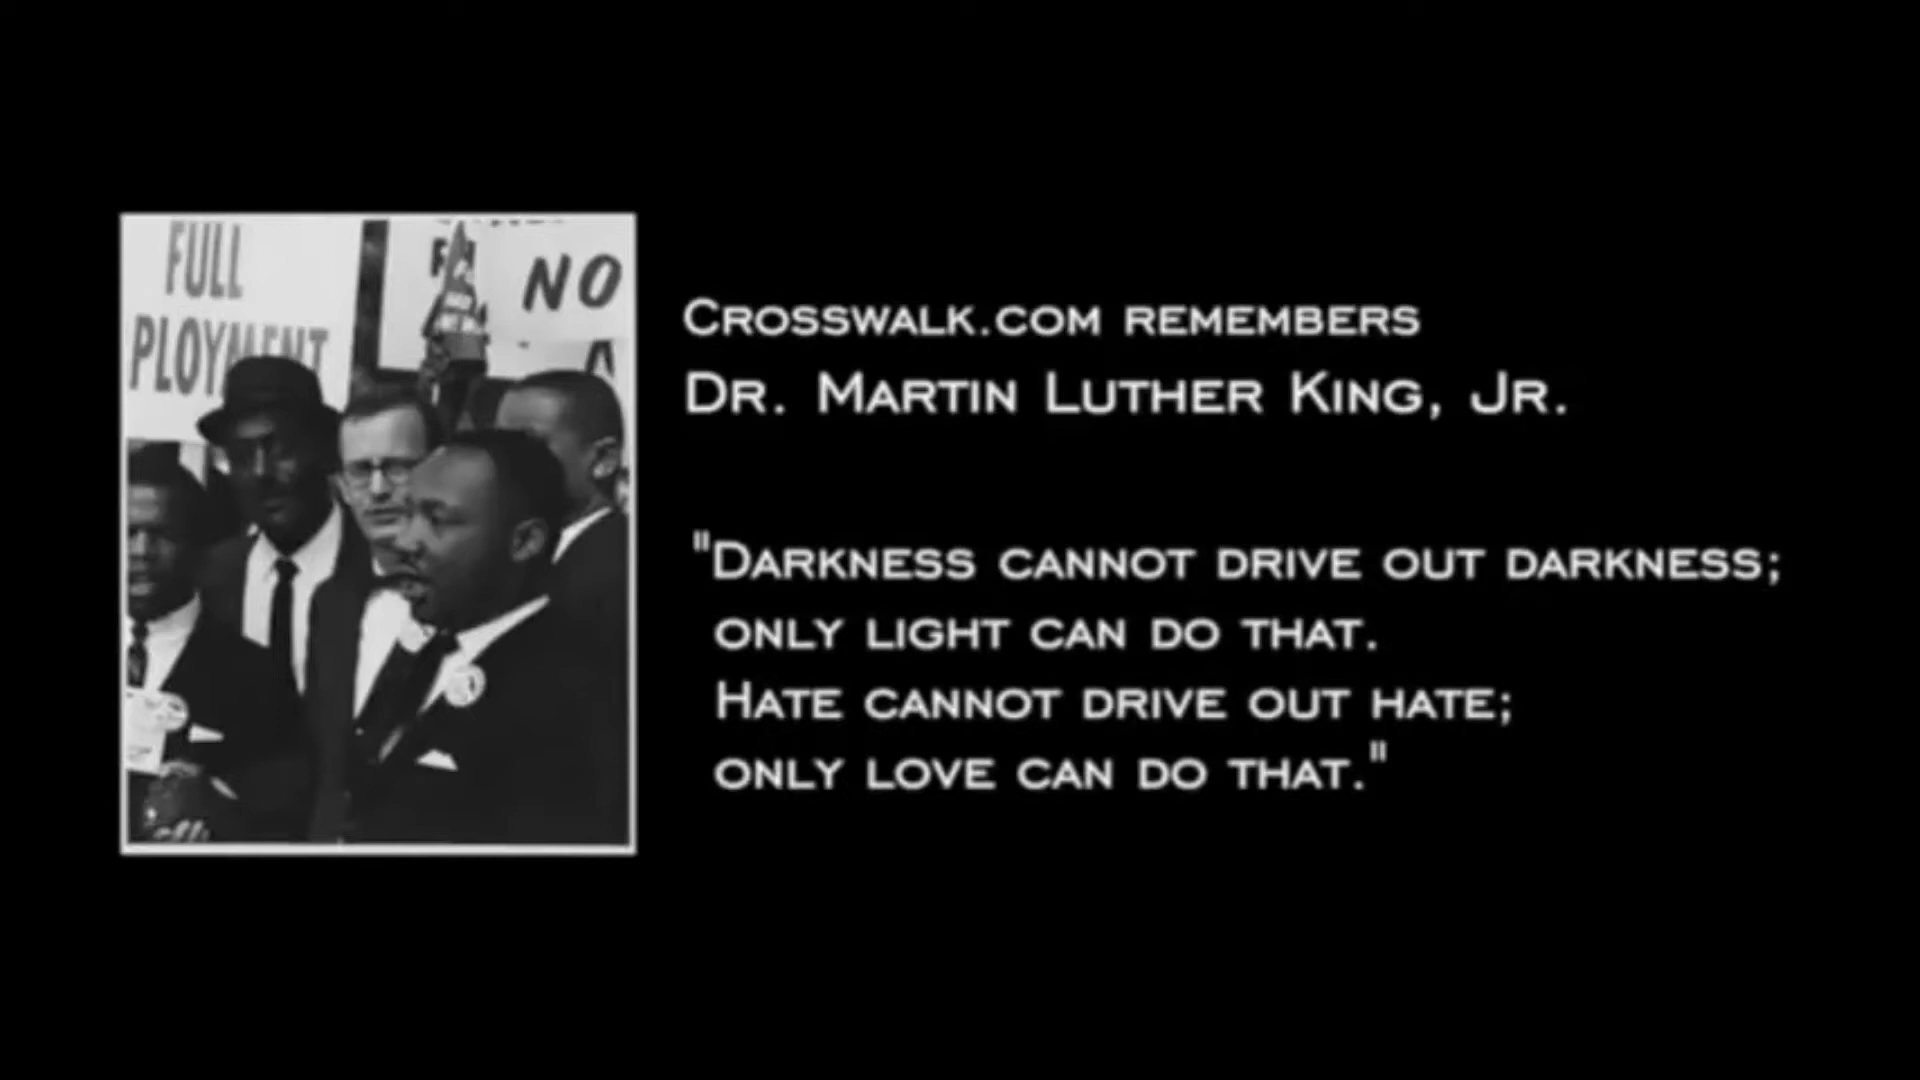 FULL
PLOYMENT
NO
Crosswalk.com remembers
Dr. Martin Luther King, Jr.
"Darkness cannot drive out darkness;
only light can do that.
Hate cannot drive out hate;
only love can do that."